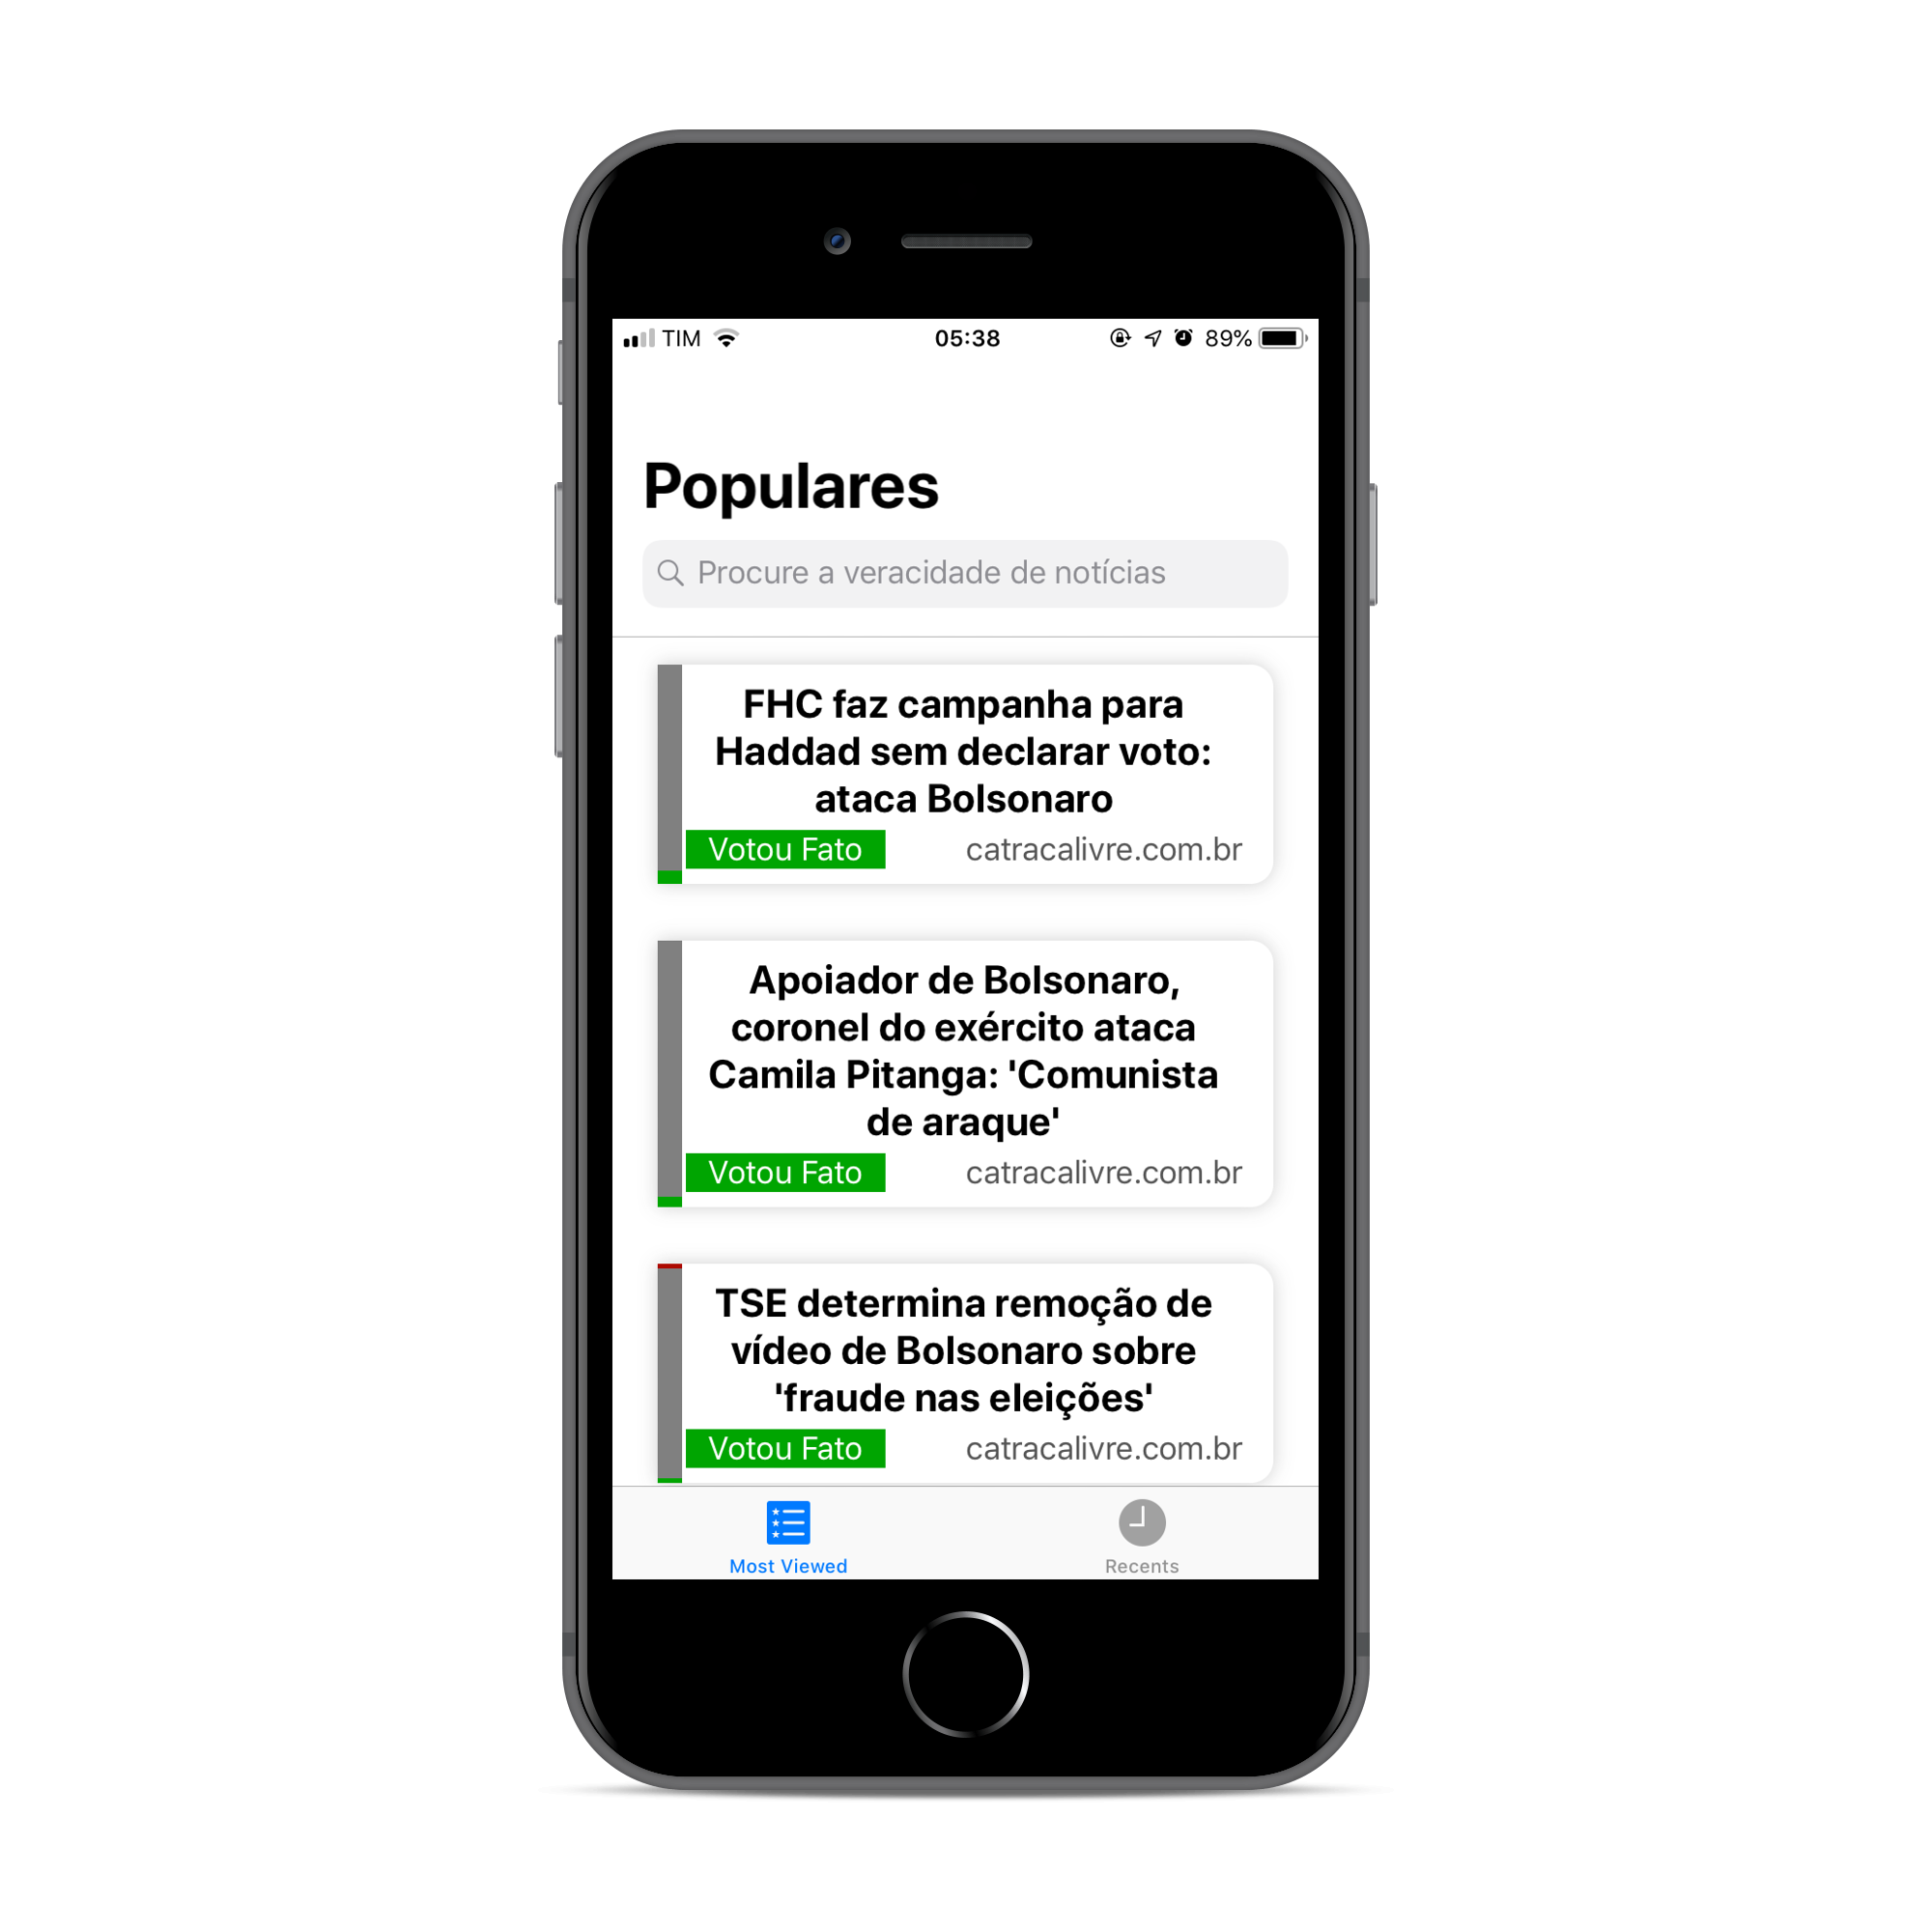 TIM 05:38 89%
Populares
Procure a veracidade de notícias
FHC faz campanha para
Haddad sem declarar voto:
ataca Bolsonaro
Votou Fato catracalivre.com.br
Apoiador de Bolsonaro,
coronel do exército ataca
Camila Pitanga: 'Comunista
de araque'
Votou Fato catracalivre.com.br
TSE determina remoção de
vídeo de Bolsonaro sobre
'fraude nas eleições'
Votou Fato catracalivre.com.br
Most Viewed Recents